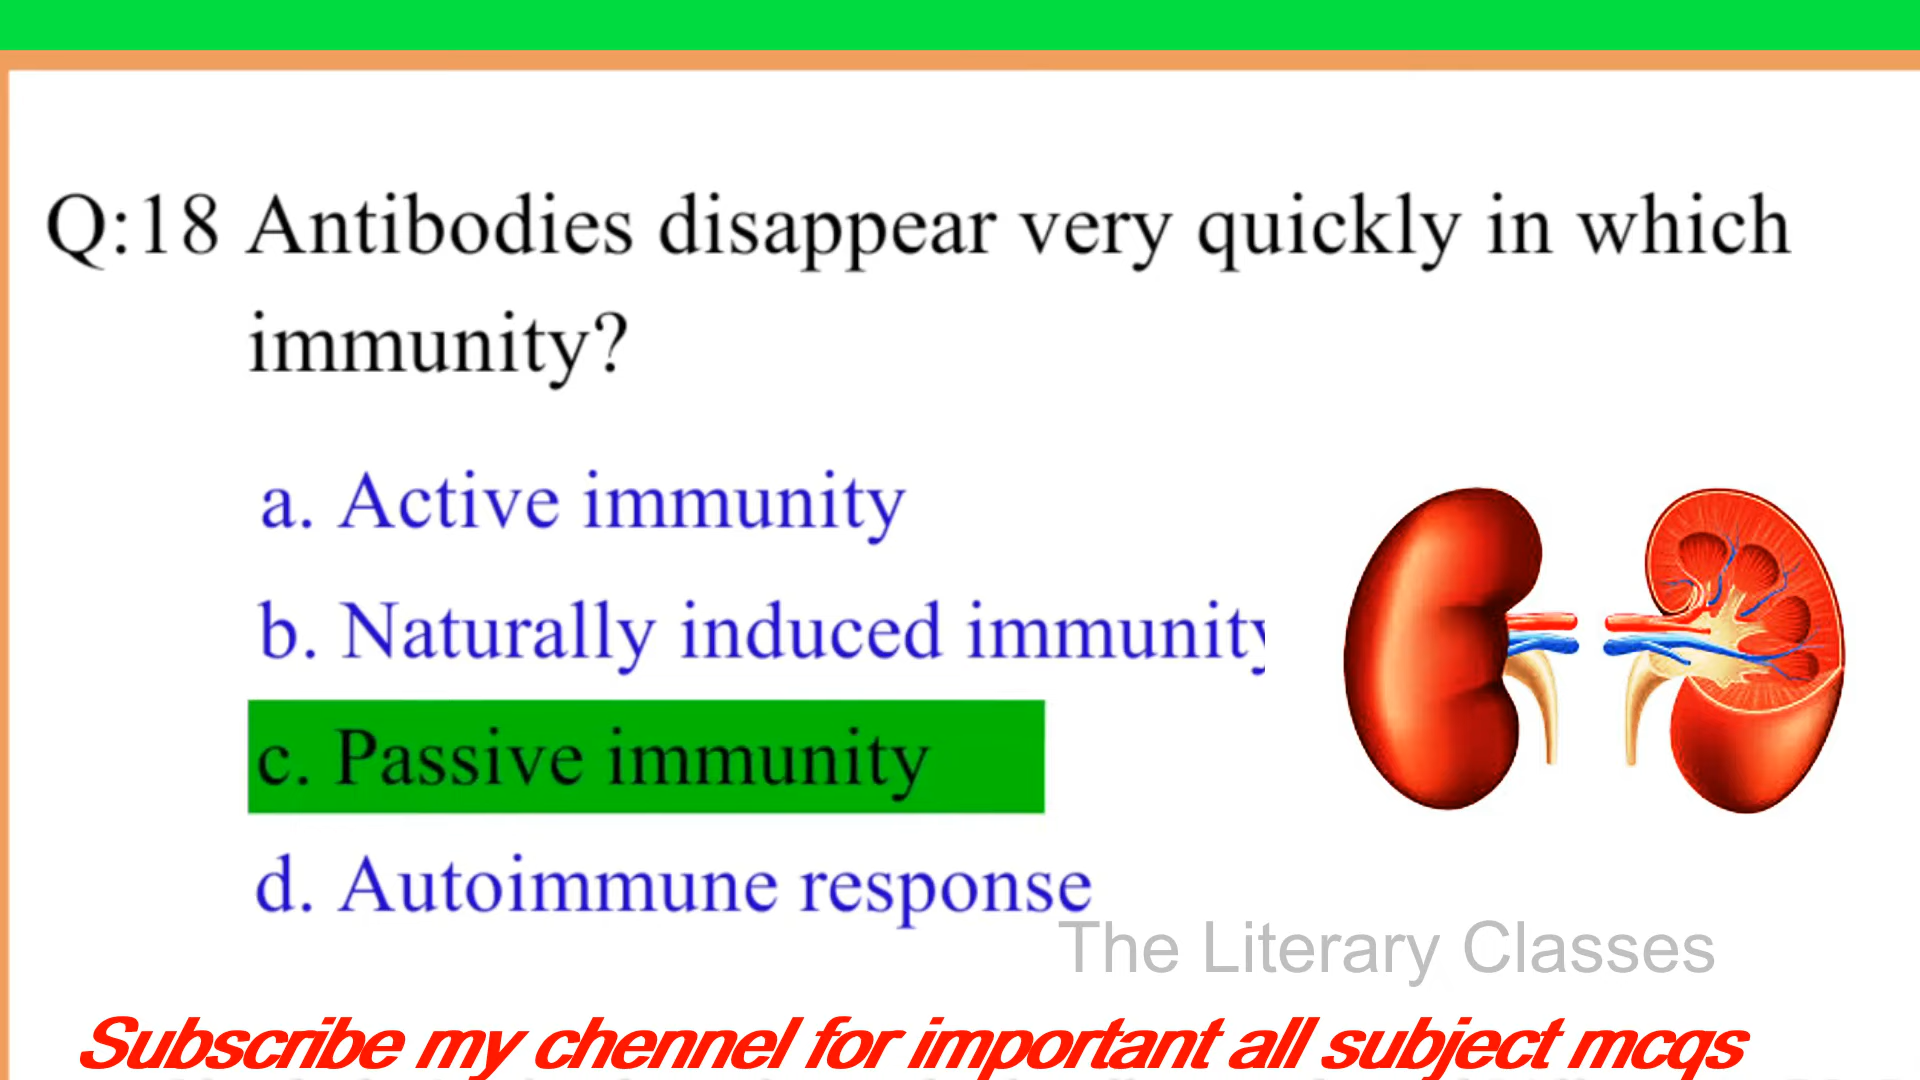 Q:18 Antibodies disappear very quickly in which
immunity?
a. Active immunity
b. Naturally induced immunity
c. Passive immunity
d. Autoimmune response
The Literary Classes
Subscribe my chennel for important all subject mcqs